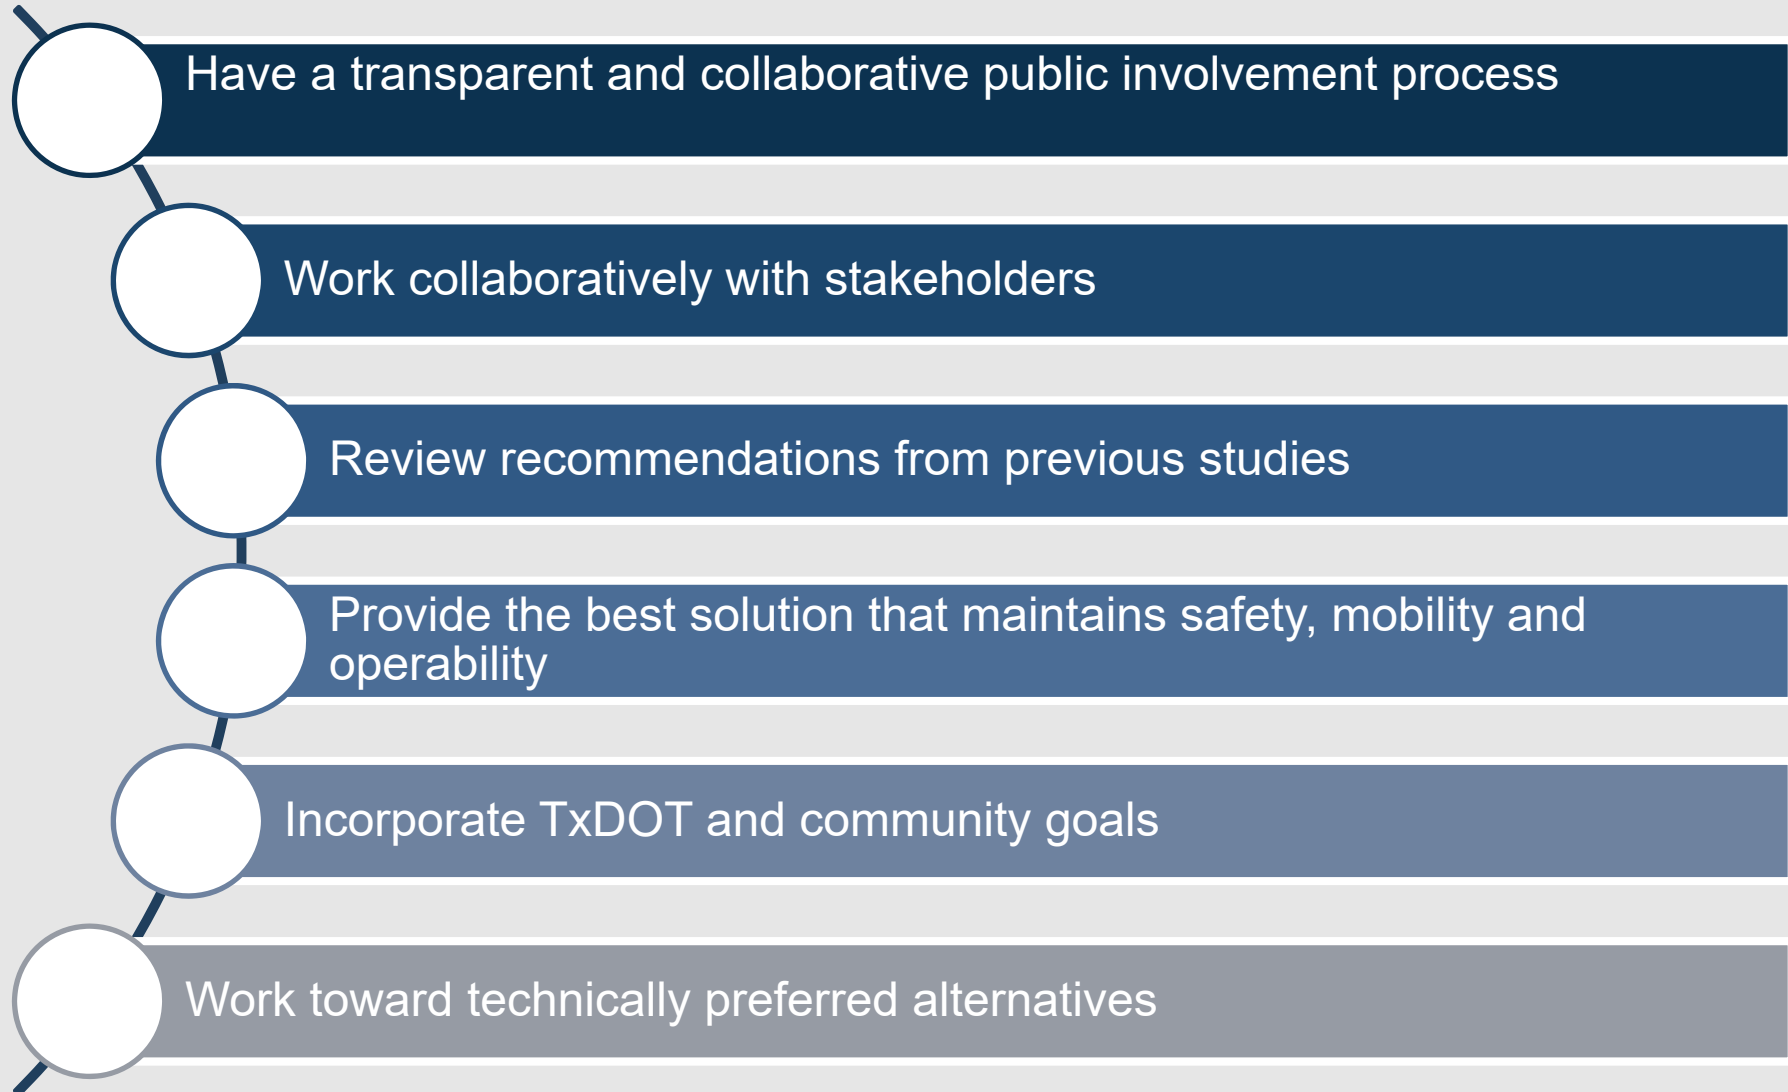 Have a transparent and collaborative public involvement process
Work collaboratively with stakeholders
Review recommendations from previous studies
Provide the best solution that maintains safety, mobility and
operability
Incorporate TxDOT and community goals
Work toward technically preferred alternatives